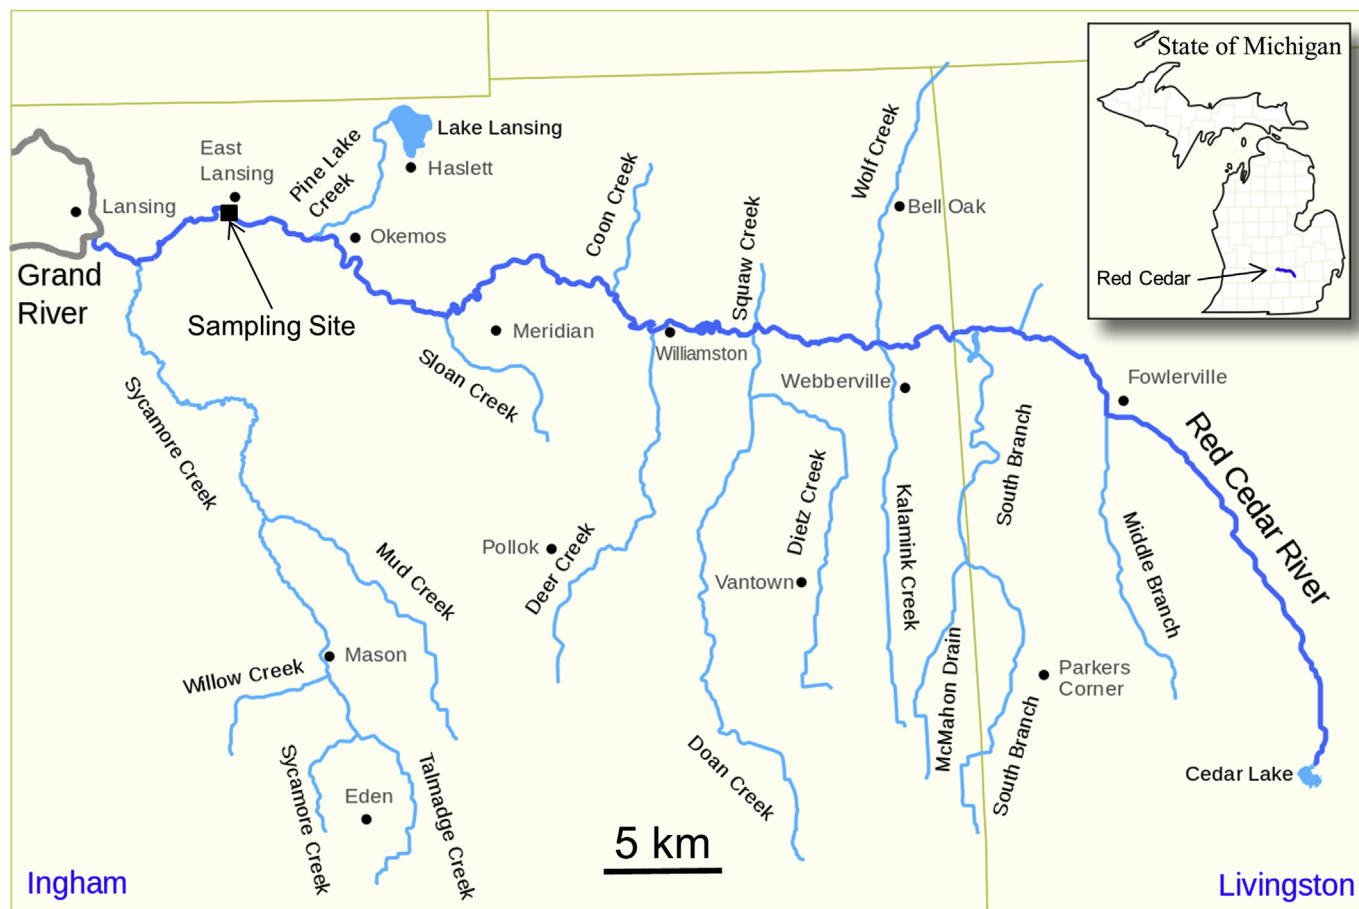 State of Michigan
Red Cedar
Lake Lansing
East
Lansing
Pine Lake
Creek
Haslett
Lansing
Okemos
Grand
River
Sampling Site
Coon Creek
Squaw Creek
Wolf Creek
Bell Oak
Meridian
Williamston
Sloan Creek
Webberville
Fowlerville
Sycamore Creek
Red Cedar River
South Branch
Dietz Creek
Kalamink Creek
Middle Branch
Pollok
Deer Creek
Mud Creek
Vantown
Mason
Willow Creek
McMahon Drain
Parkers
Corner
South Branch
Doan Creek
Cedar Lake
Sycamore Creek
Eden
Talmadge Creek
5 km
Ingham
Livingston